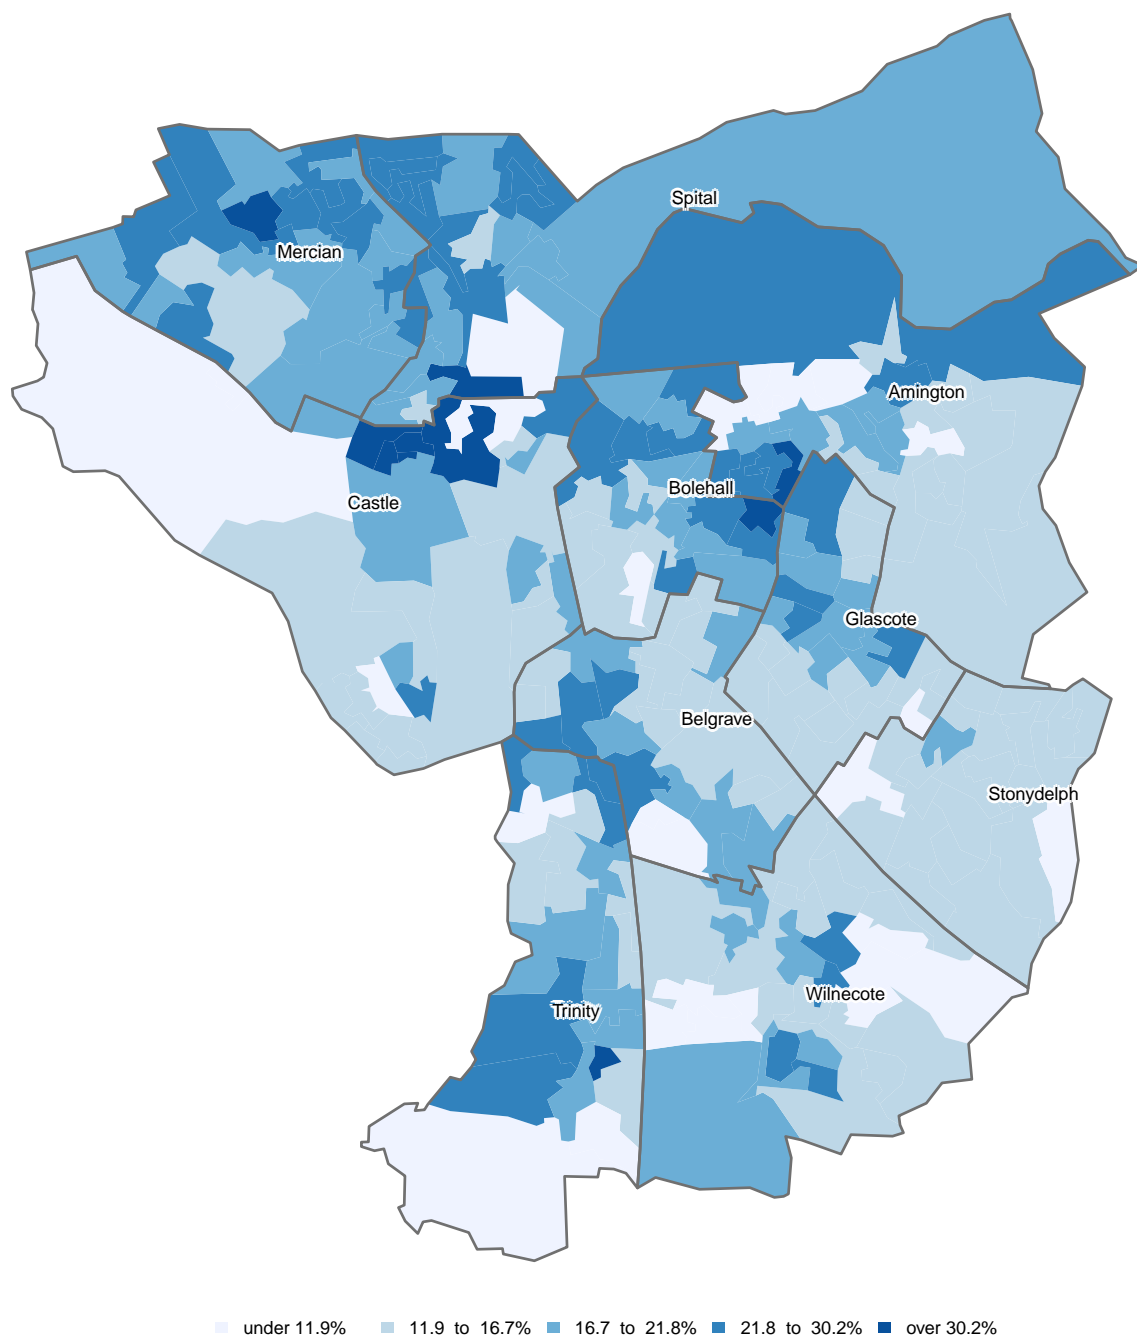 Spital
Mercian
Amington
Bolehall
Castle
Glascote
Belgrave
Stonydelph
Wilnecote
Trinity
under 11.9% 11.9 to 16.7% 16.7 to 21.8% 21.8 to 30.2% over 30.2%